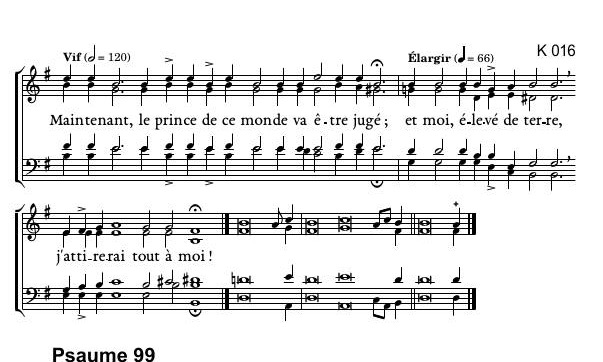 Vif (𝅗𝅥 = 120) Élargir (♩ = 66) K 016
Maintenant, le prince de ce monde va ê-tre jugé ; et moi, é-le-vé de ter-re,
j'atti-re-rai tout à moi !
Psaume 99